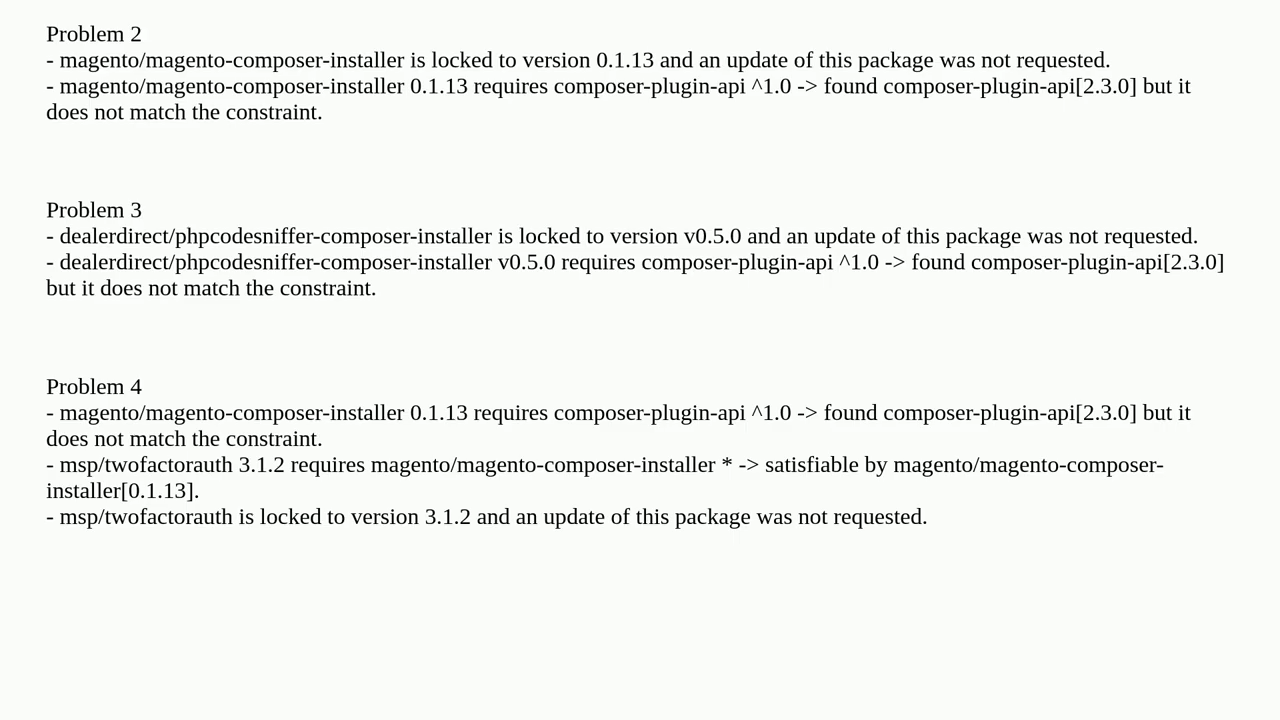 Problem 2
- magento/magento-composer-installer is locked to version 0.1.13 and an update of this package was not requested.
- magento/magento-composer-installer 0.1.13 requires composer-plugin-api ^1.0 -> found composer-plugin-api[2.3.0] but it
does not match the constraint.
Problem 3
- dealerdirect/phpcodesniffer-composer-installer is locked to version v0.5.0 and an update of this package was not requested.
- dealerdirect/phpcodesniffer-composer-installer v0.5.0 requires composer-plugin-api ^1.0 -> found composer-plugin-api[2.3.0]
but it does not match the constraint.
Problem 4
- magento/magento-composer-installer 0.1.13 requires composer-plugin-api ^1.0 -> found composer-plugin-api[2.3.0] but it
does not match the constraint.
- msp/twofactorauth 3.1.2 requires magento/magento-composer-installer * -> satisfiable by magento/magento-composer-
installer[0.1.13].
- msp/twofactorauth is locked to version 3.1.2 and an update of this package was not requested.